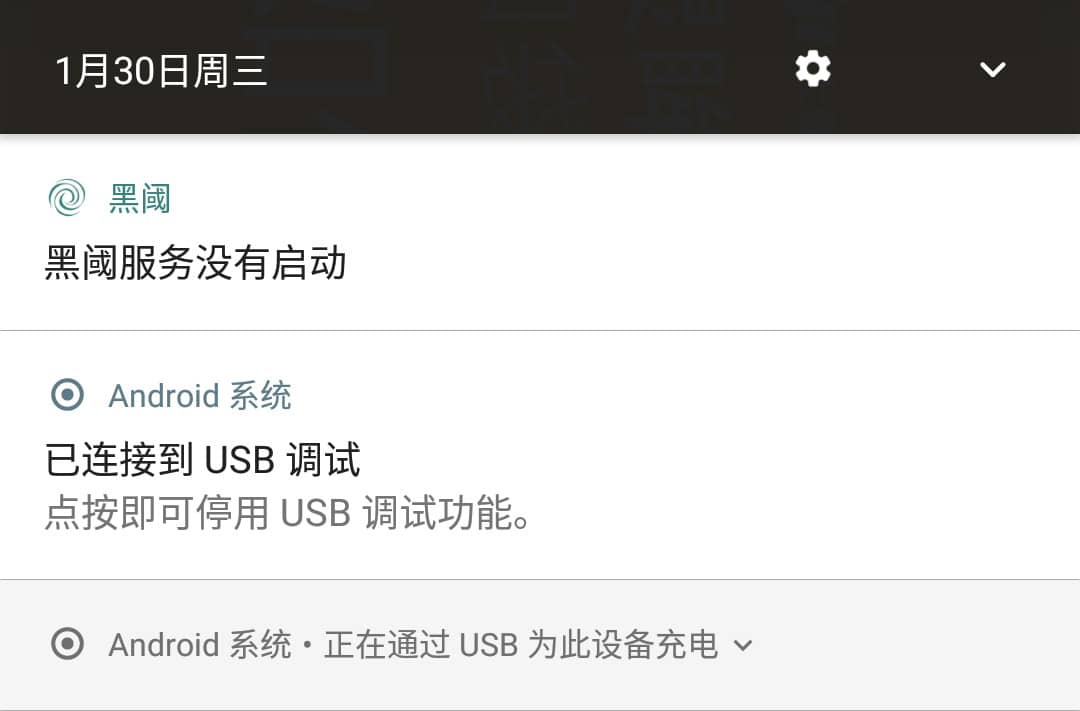 1月30日周三
黑阈
黑阈服务没有启动
Android 系统
已连接到 USB 调试
点按即可停用 USB 调试功能。
Android 系统 • 正在通过 USB 为此设备充电